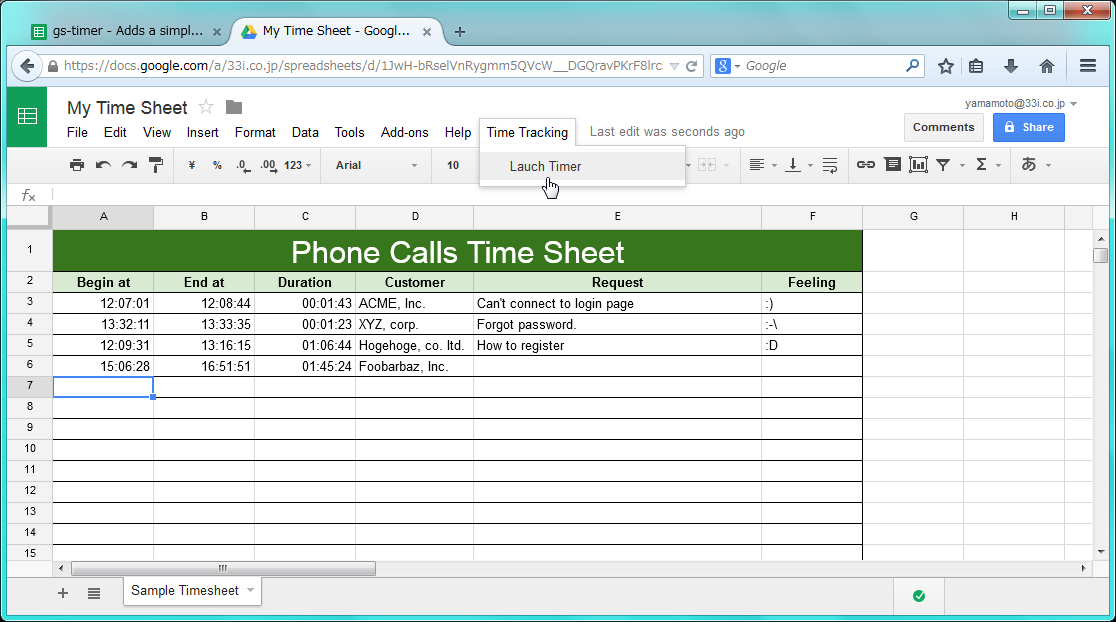 gs-timer - Adds a simpl...
My Time Sheet - Googl...
https://docs.google.com/a/33i.co.jp/spreadsheets/d/1JwH-bRselVnRygmm5QVcW__DGQravPKrF8lrc
Google
My Time Sheet
yamamoto@33i.co.jp
File Edit View Insert Format Data Tools Add-ons Help Time Tracking Last edit was seconds ago
Comments Share
¥ % .0 .00 123 Arial 10 Σ あ
Lauch Timer
fx
A B C D E F G H
1 Phone Calls Time Sheet
2 Begin at End at Duration Customer Request Feeling
3 12:07:01 12:08:44 00:01:43 ACME, Inc. Can't connect to login page :)
4 13:32:11 13:33:35 00:01:23 XYZ, corp. Forgot password. :-\
5 12:09:31 13:16:15 01:06:44 Hogehoge, co. ltd. How to register :D
6 15:06:28 16:51:51 01:45:24 Foobarbaz, Inc.
7
8
9
10
11
12
13
14
15
Sample Timesheet